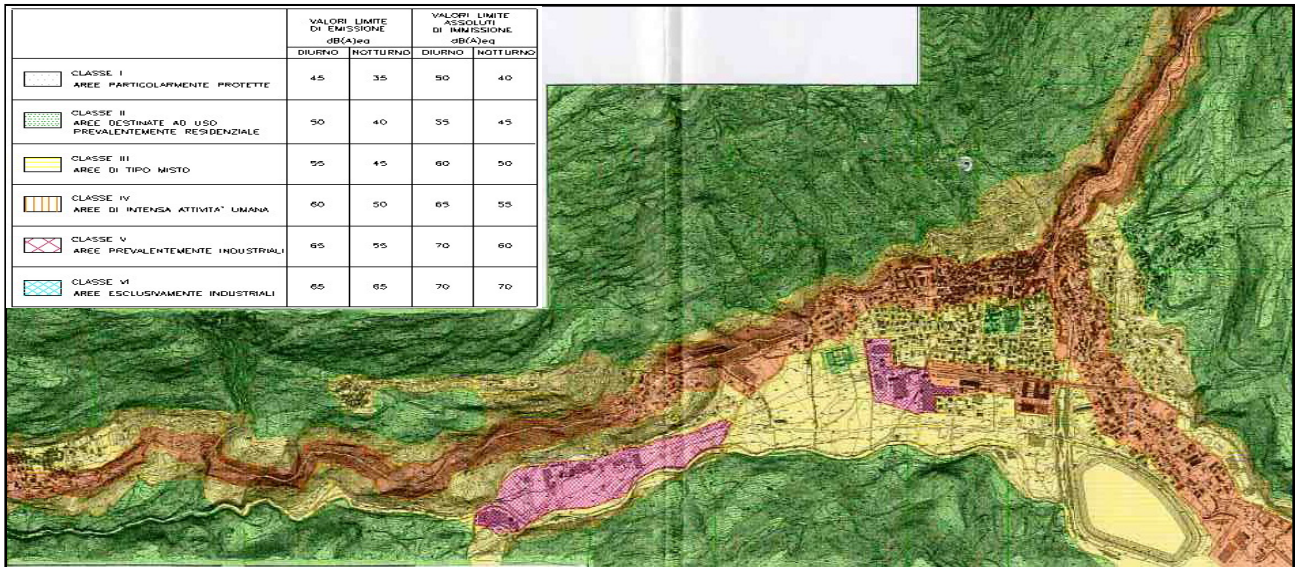 VALORI LIMITE
DI EMISSIONE
dB(A)eq
VALORI LIMITE
ASSOLUTI
DI IMMISSIONE
dB(A)eq
DIURNO NOTTURNO DIURNO NOTTURNO
CLASSE I
AREE PARTICOLARMENTE PROTETTE
45 35 50 40
CLASSE II
AREE DESTINATE AD USO
PREVALENTEMENTE RESIDENZIALE
50 40 55 45
CLASSE III
AREE DI TIPO MISTO
55 45 60 50
CLASSE IV
AREE DI INTENSA ATTIVITA' UMANA
60 50 65 55
CLASSE V
AREE PREVALENTEMENTE INDUSTRIALI
65 55 70 60
CLASSE VI
AREE ESCLUSIVAMENTE INDUSTRIALI
65 65 70 70